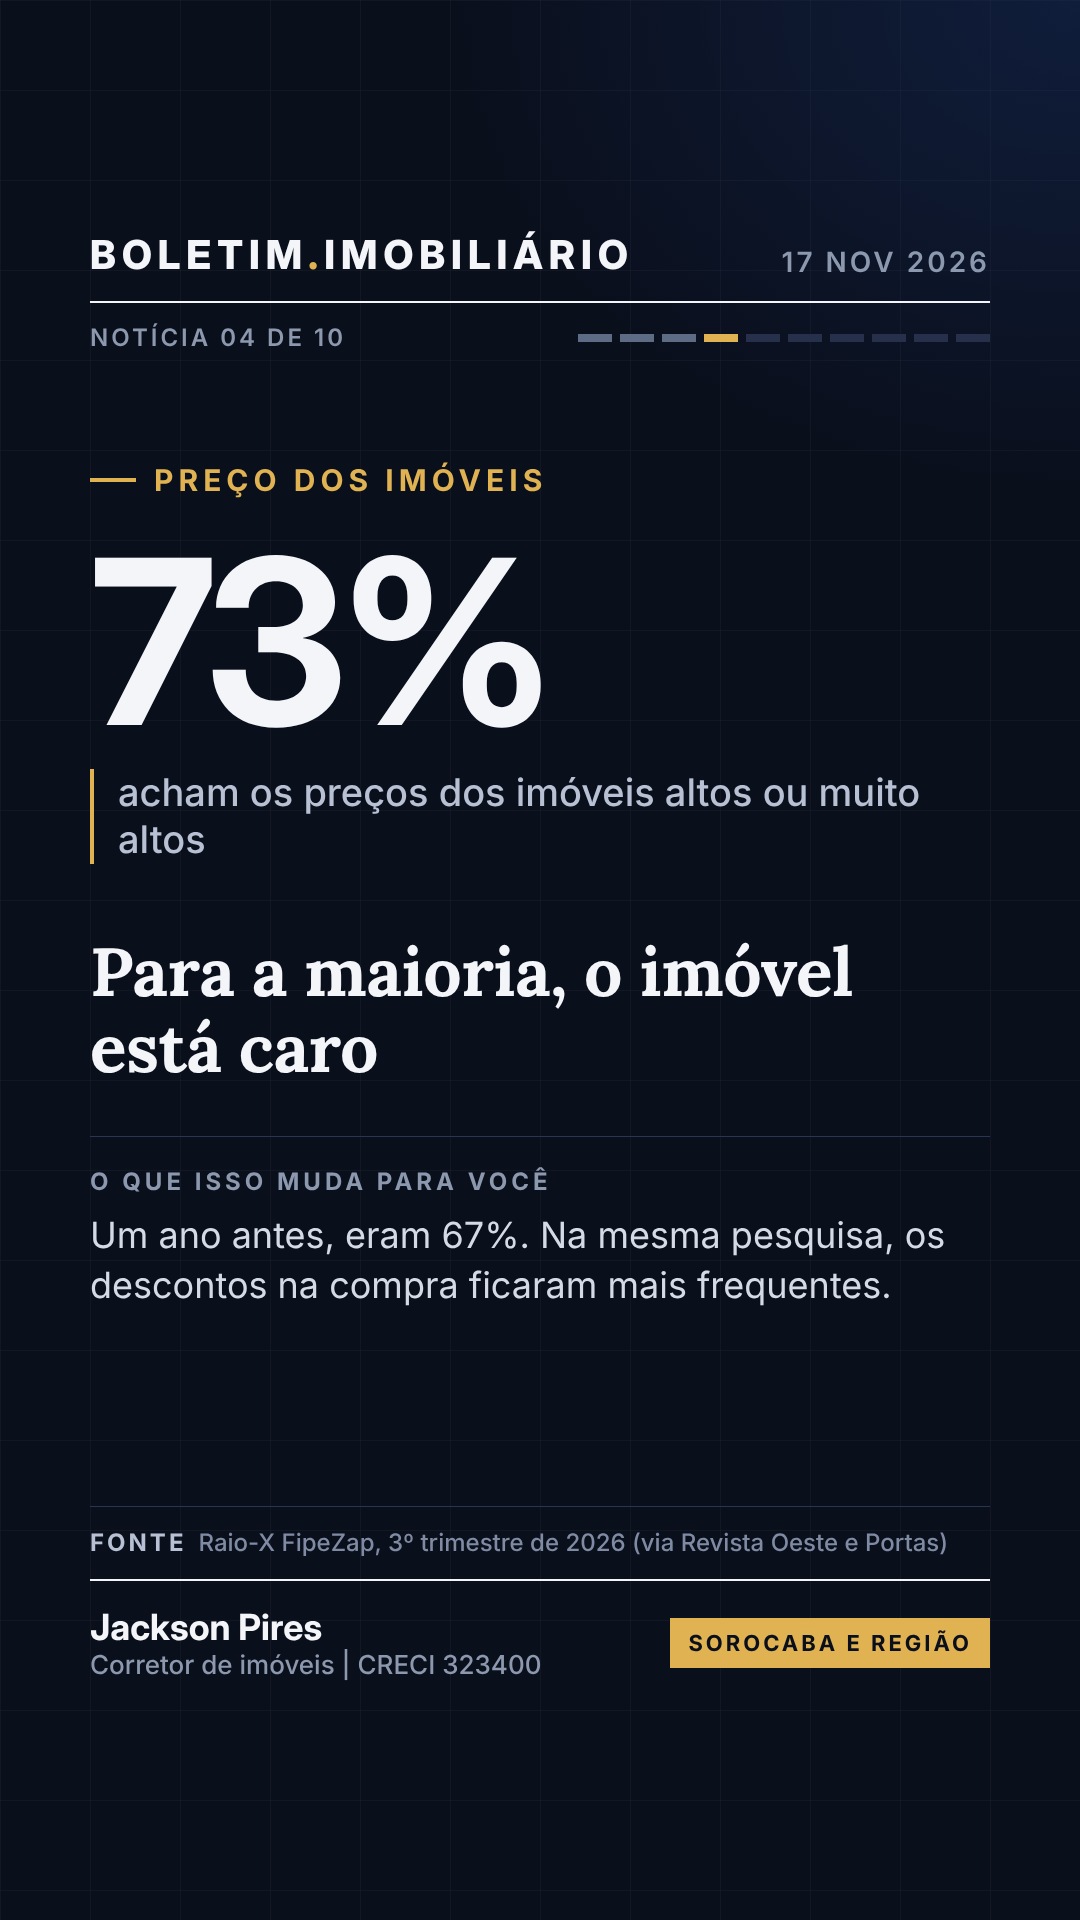 BOLETIM.IMOBILIÁRIO
17 NOV 2026
NOTÍCIA 04 DE 10
PREÇO DOS IMÓVEIS
73%
acham os preços dos imóveis altos ou muito
altos
Para a maioria, o imóvel
está caro
O QUE ISSO MUDA PARA VOCÊ
Um ano antes, eram 67%. Na mesma pesquisa, os
descontos na compra ficaram mais frequentes.
FONTE Raio-X FipeZap, 3º trimestre de 2026 (via Revista Oeste e Portas)
Jackson Pires
Corretor de imóveis | CRECI 323400
SOROCABA E REGIÃO